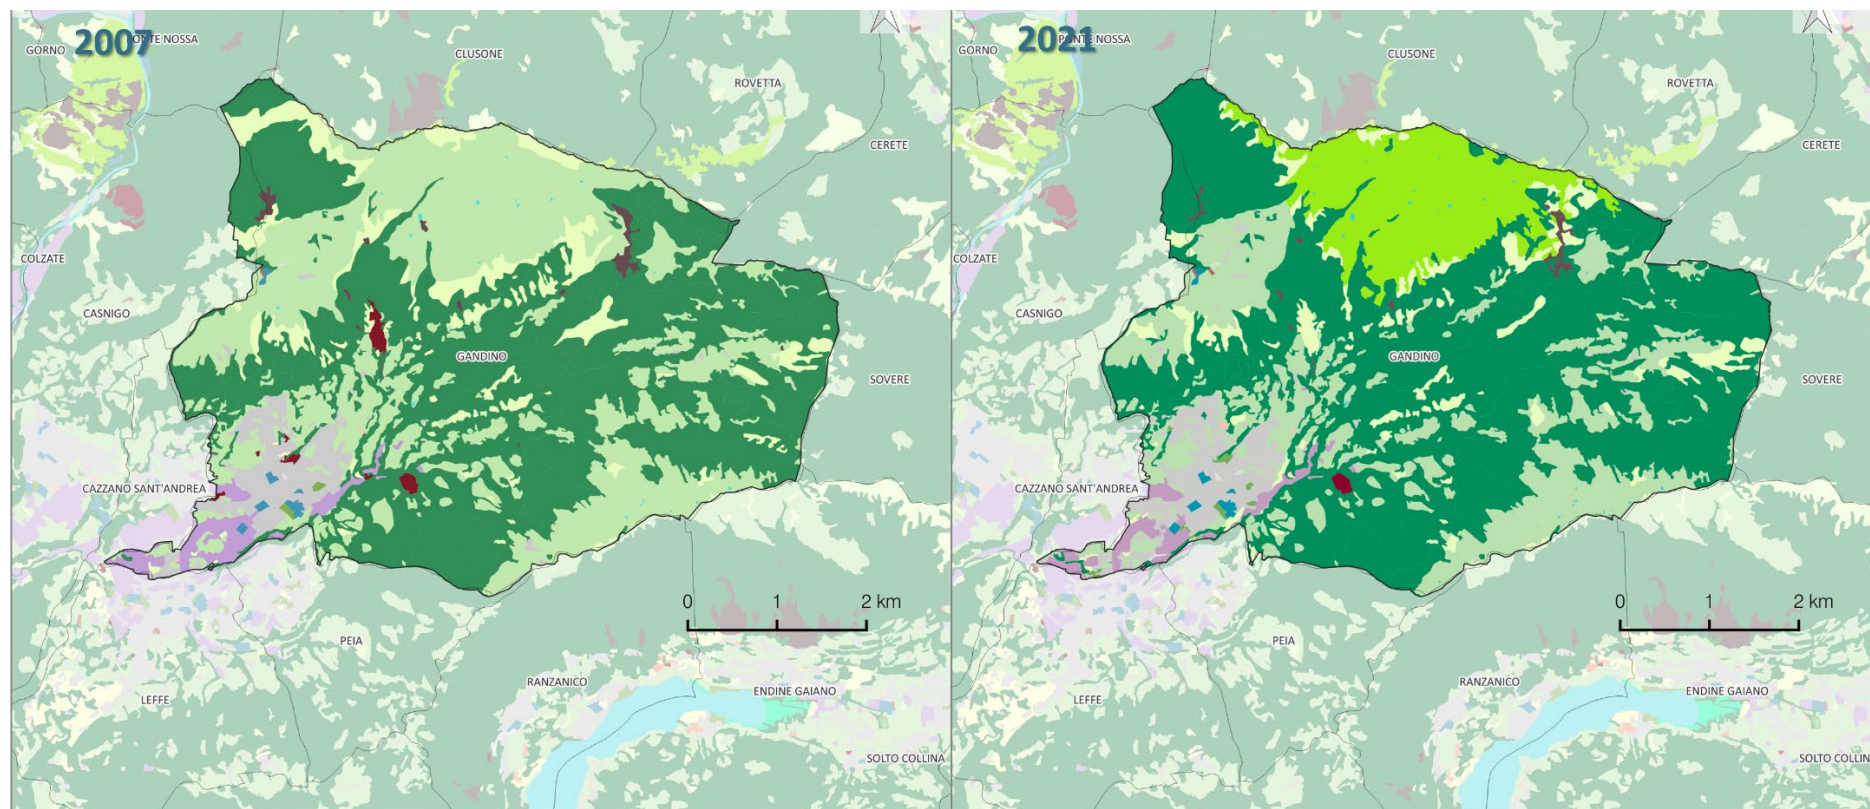 2007
GORNO
NOSSA
CLUSONE
ROVETTA
CERETE
COLZATE
CASNIGO
GANDINO
SOVERE
CAZZANO SANT'ANDREA
0 1 2 km
PEIA
RANZANICO
ENDINE GAIANO
LEFFE
SOLTO COLLINA
2021
GORNO
PONTE NOSSA
CLUSONE
ROVETTA
CERETE
COLZATE
CASNIGO
GANDINO
SOVERE
CAZZANO SANT'ANDREA
0 1 2 km
PEIA
RANZANICO
ENDINE GAIANO
LEFFE
SOLTO COLLIN